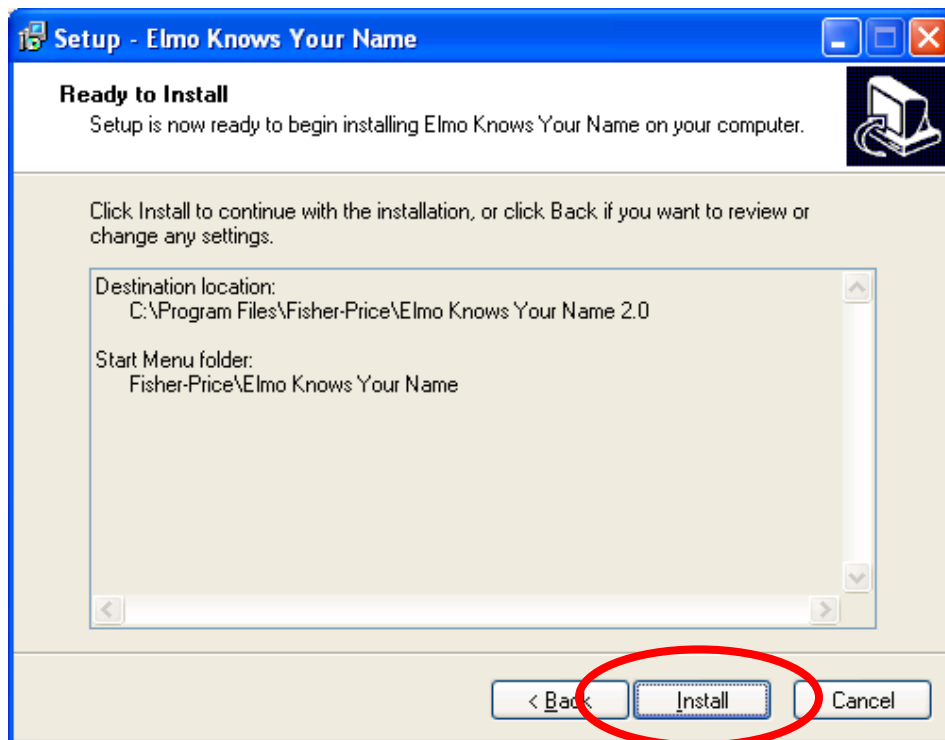 Setup - Elmo Knows Your Name
Ready to Install
Setup is now ready to begin installing Elmo Knows Your Name on your computer.
Click Install to continue with the installation, or click Back if you want to review or
change any settings.
Destination location:
C:\Program Files\Fisher-Price\Elmo Knows Your Name 2.0
Start Menu folder:
Fisher-Price\Elmo Knows Your Name
< Back Install Cancel